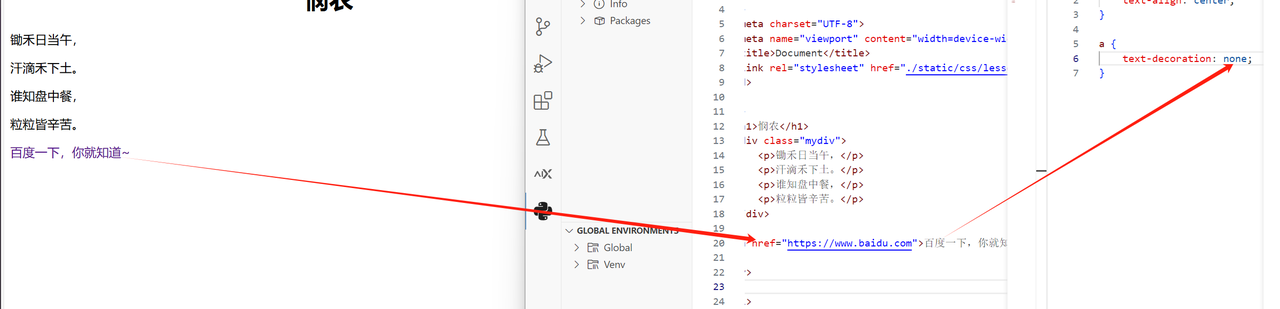 悯农
锄禾日当午，
汗滴禾下土。
谁知盘中餐，
粒粒皆辛苦。
百度一下，你就知道~
Info
Packages
GLOBAL ENVIRONMENTS
Global
Venv
4
5 meta charset="UTF-8">
6 meta name="viewport" content="width=device-wi
7 title>Document</title>
8 link rel="stylesheet" href="./static/css/less
9 d>
10
11
12 h1>悯农</h1>
13 div class="mydiv">
14 <p>锄禾日当午，</p>
15 <p>汗滴禾下土。</p>
16 <p>谁知盘中餐，</p>
17 <p>粒粒皆辛苦。</p>
18 div>
19
20 href="https://www.baidu.com">百度一下，你就知
21
22 >
23
24 >
2 text-align: center;
3 }
4
5 a {
6 text-decoration: none;
7 }